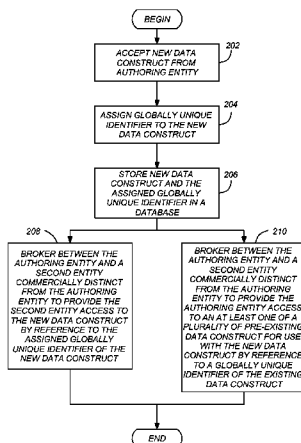 BEGIN
202
ACCEPT NEW DATA
CONSTRUCT FROM
AUTHORING ENTITY
204
ASSIGN GLOBALLY UNIQUE
IDENTIFIER TO THE NEW
DATA CONSTRUCT
206
STORE NEW DATA
CONSTRUCT AND THE
ASSIGNED GLOBALLY
UNIQUE IDENTIFIER IN A
DATABASE
208
BROKER BETWEEN THE
AUTHORING ENTITY AND A
SECOND ENTITY
COMMERCIALLY DISTINCT
FROM THE AUTHORING
ENTITY TO PROVIDE THE
SECOND ENTITY ACCESS TO
THE NEW DATA CONSTRUCT
BY REFERENCE TO THE
ASSIGNED GLOBALLY
UNIQUE IDENTIFIER OF THE
NEW DATA CONSTRUCT
210
BROKER BETWEEN THE
AUTHORING ENTITY AND A
SECOND ENTITY
COMMERCIALLY DISTINCT
FROM THE AUTHORING
ENTITY TO PROVIDE THE
AUTHORING ENTITY ACCESS
TO AN AT LEAST ONE OF A
PLURALITY OF PRE-EXISTING
DATA CONSTRUCT FOR USE
WITH THE NEW DATA
CONSTRUCT BY REFERENCE
TO A GLOBALLY UNIQUE
IDENTIFIER OF THE EXISTING
DATA CONSTRUCT
END